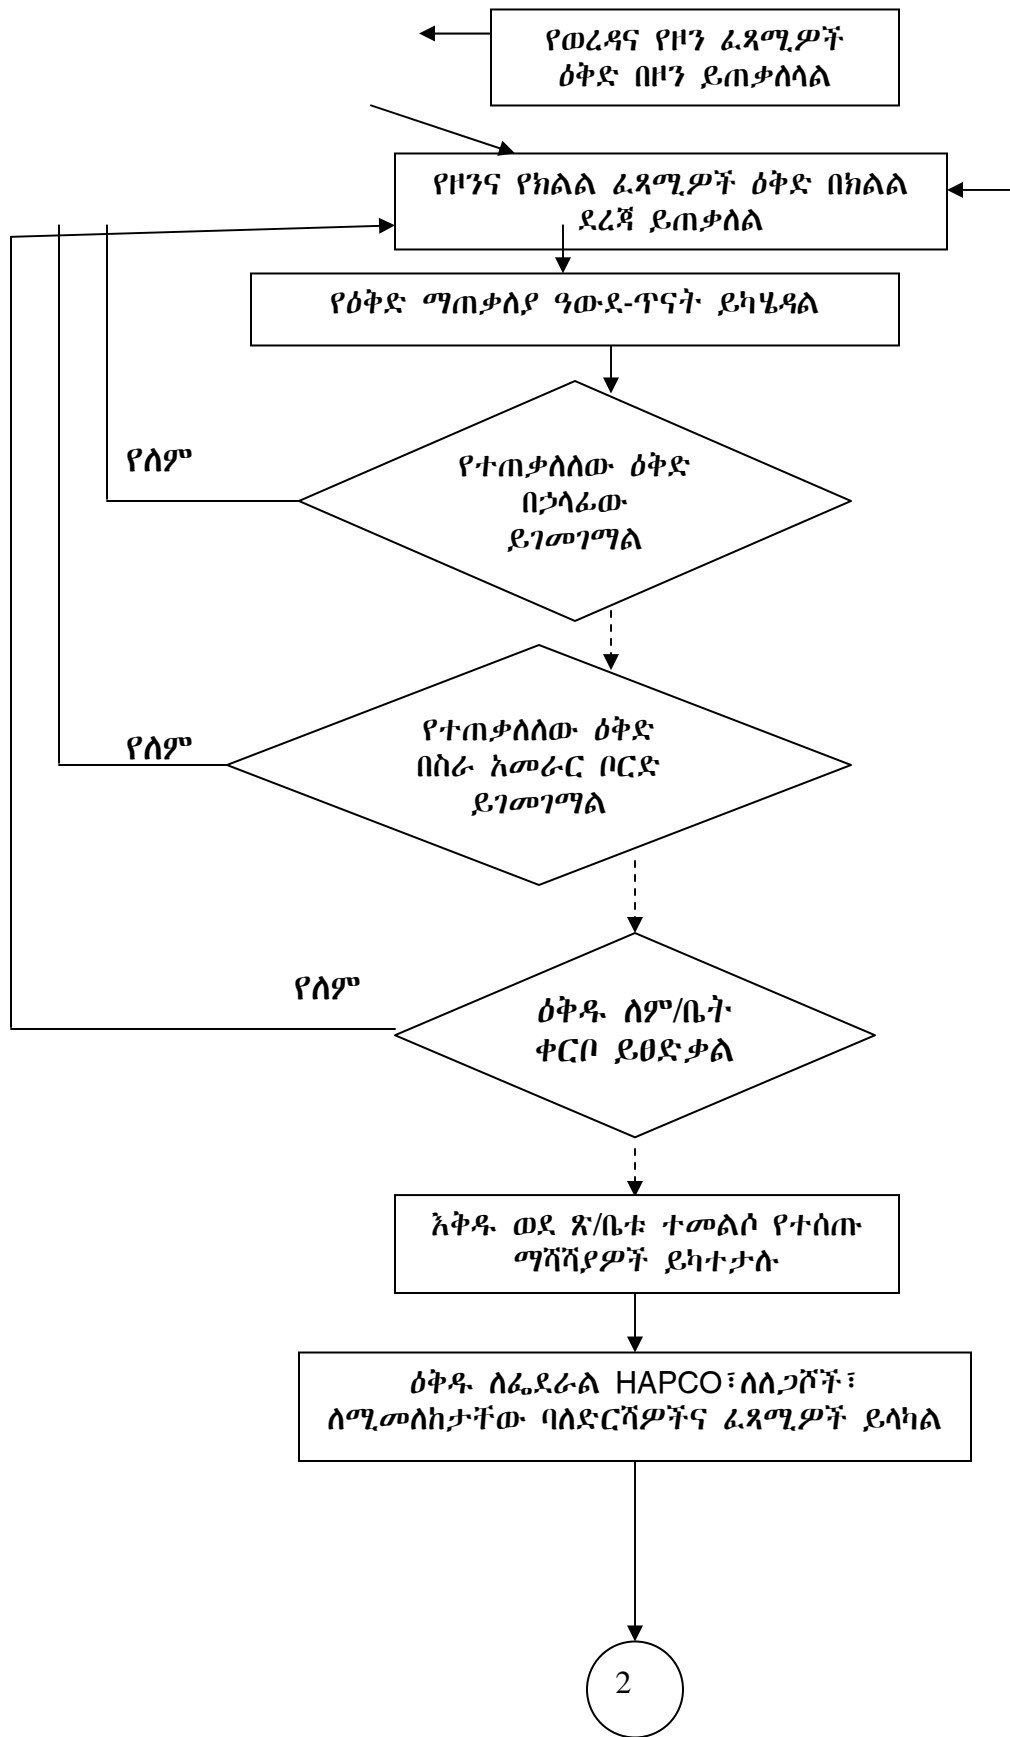 የወረዳና የዞን ፈጻሚዎች
ዕቅድ በዞን ይጠቃለላል
የዞንና የክልል ፈጻሚዎች ዕቅድ በክልል
ደረጃ ይጠቃለል
የዕቅድ ማጠቃለያ ዓውደ-ጥናት ይካሄዳል
የለም
የተጠቃለለው ዕቅድ
በኃላፊው
ይገመገማል
የለም
የተጠቃለለው ዕቅድ
በስራ አመራር ቦርድ
ይገመገማል
የለም
ዕቅዱ ለም/ቤት
ቀርቦ ይፀድቃል
እቅዱ ወደ ጽ/ቤቱ ተመልሶ የተሰጡ
ማሻሻያዎች ይካተታሉ
ዕቅዱ ለፌደራል HAPCO፣ለለጋሾች፣
ለሚመለከታቸው ባለድርሻዎችና ፈጻሚዎች ይላካል
2